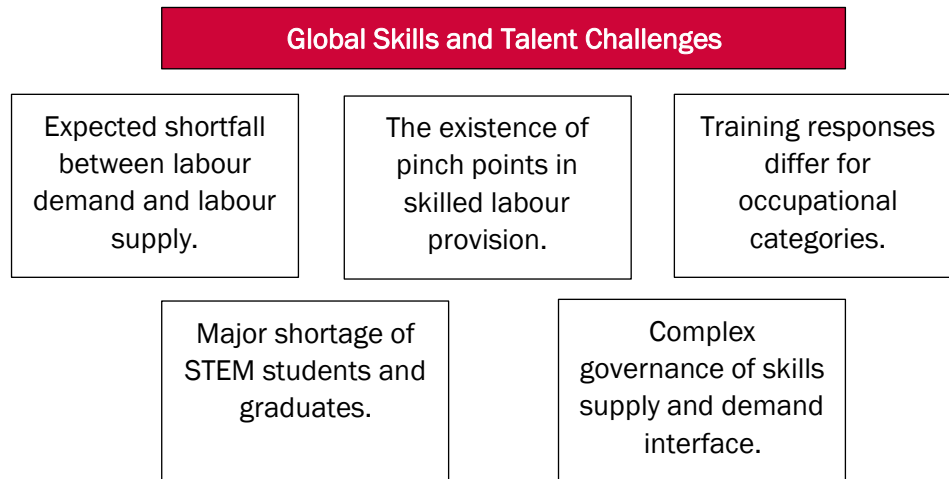 Global Skills and Talent Challenges
Expected shortfall
between labour
demand and labour
supply.
The existence of
pinch points in
skilled labour
provision.
Training responses
differ for
occupational
categories.
Major shortage of
STEM students and
graduates.
Complex
governance of skills
supply and demand
interface.